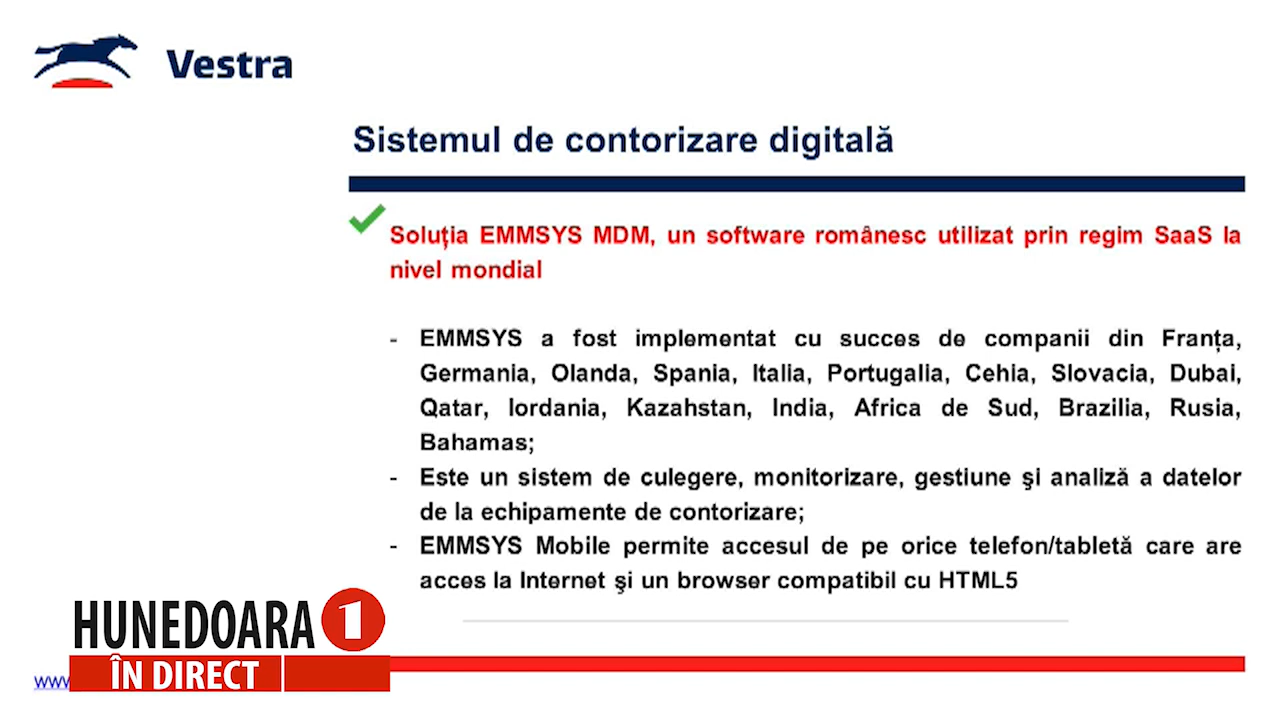 Vestra
Sistemul de contorizare digitală
Soluția EMMSYS MDM, un software românesc utilizat prin regim SaaS la
nivel mondial
- EMMSYS a fost implementat cu succes de companii din Franța,
Germania, Olanda, Spania, Italia, Portugalia, Cehia, Slovacia, Dubai,
Qatar, Iordania, Kazahstan, India, Africa de Sud, Brazilia, Rusia,
Bahamas;
- Este un sistem de culegere, monitorizare, gestiune şi analiză a datelor
de la echipamente de contorizare;
- EMMSYS Mobile permite accesul de pe orice telefon/tabletă care are
acces la Internet şi un browser compatibil cu HTML5
HUNEDOARA 1
ÎN DIRECT